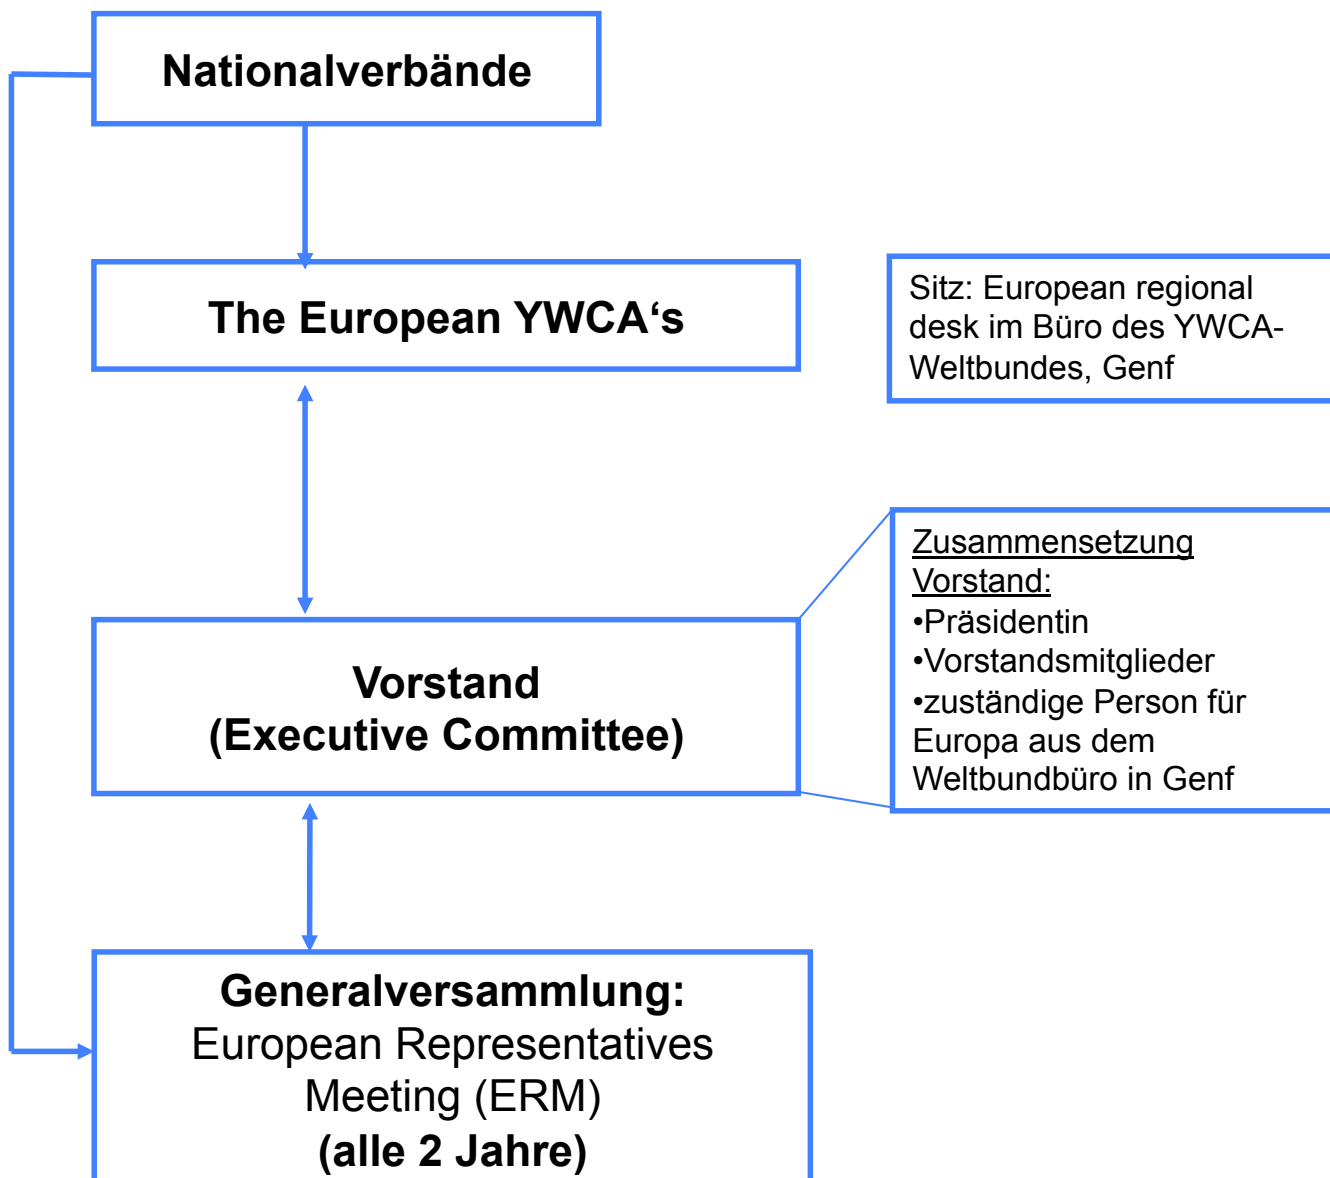 Nationalverbände
The European YWCA‘s
Sitz: European regional
desk im Büro des YWCA-
Weltbundes, Genf
Vorstand
(Executive Committee)
Zusammensetzung
Vorstand:
•Präsidentin
•Vorstandsmitglieder
•zuständige Person für
Europa aus dem
Weltbundbüro in Genf
Generalversammlung:
European Representatives
Meeting (ERM)
(alle 2 Jahre)